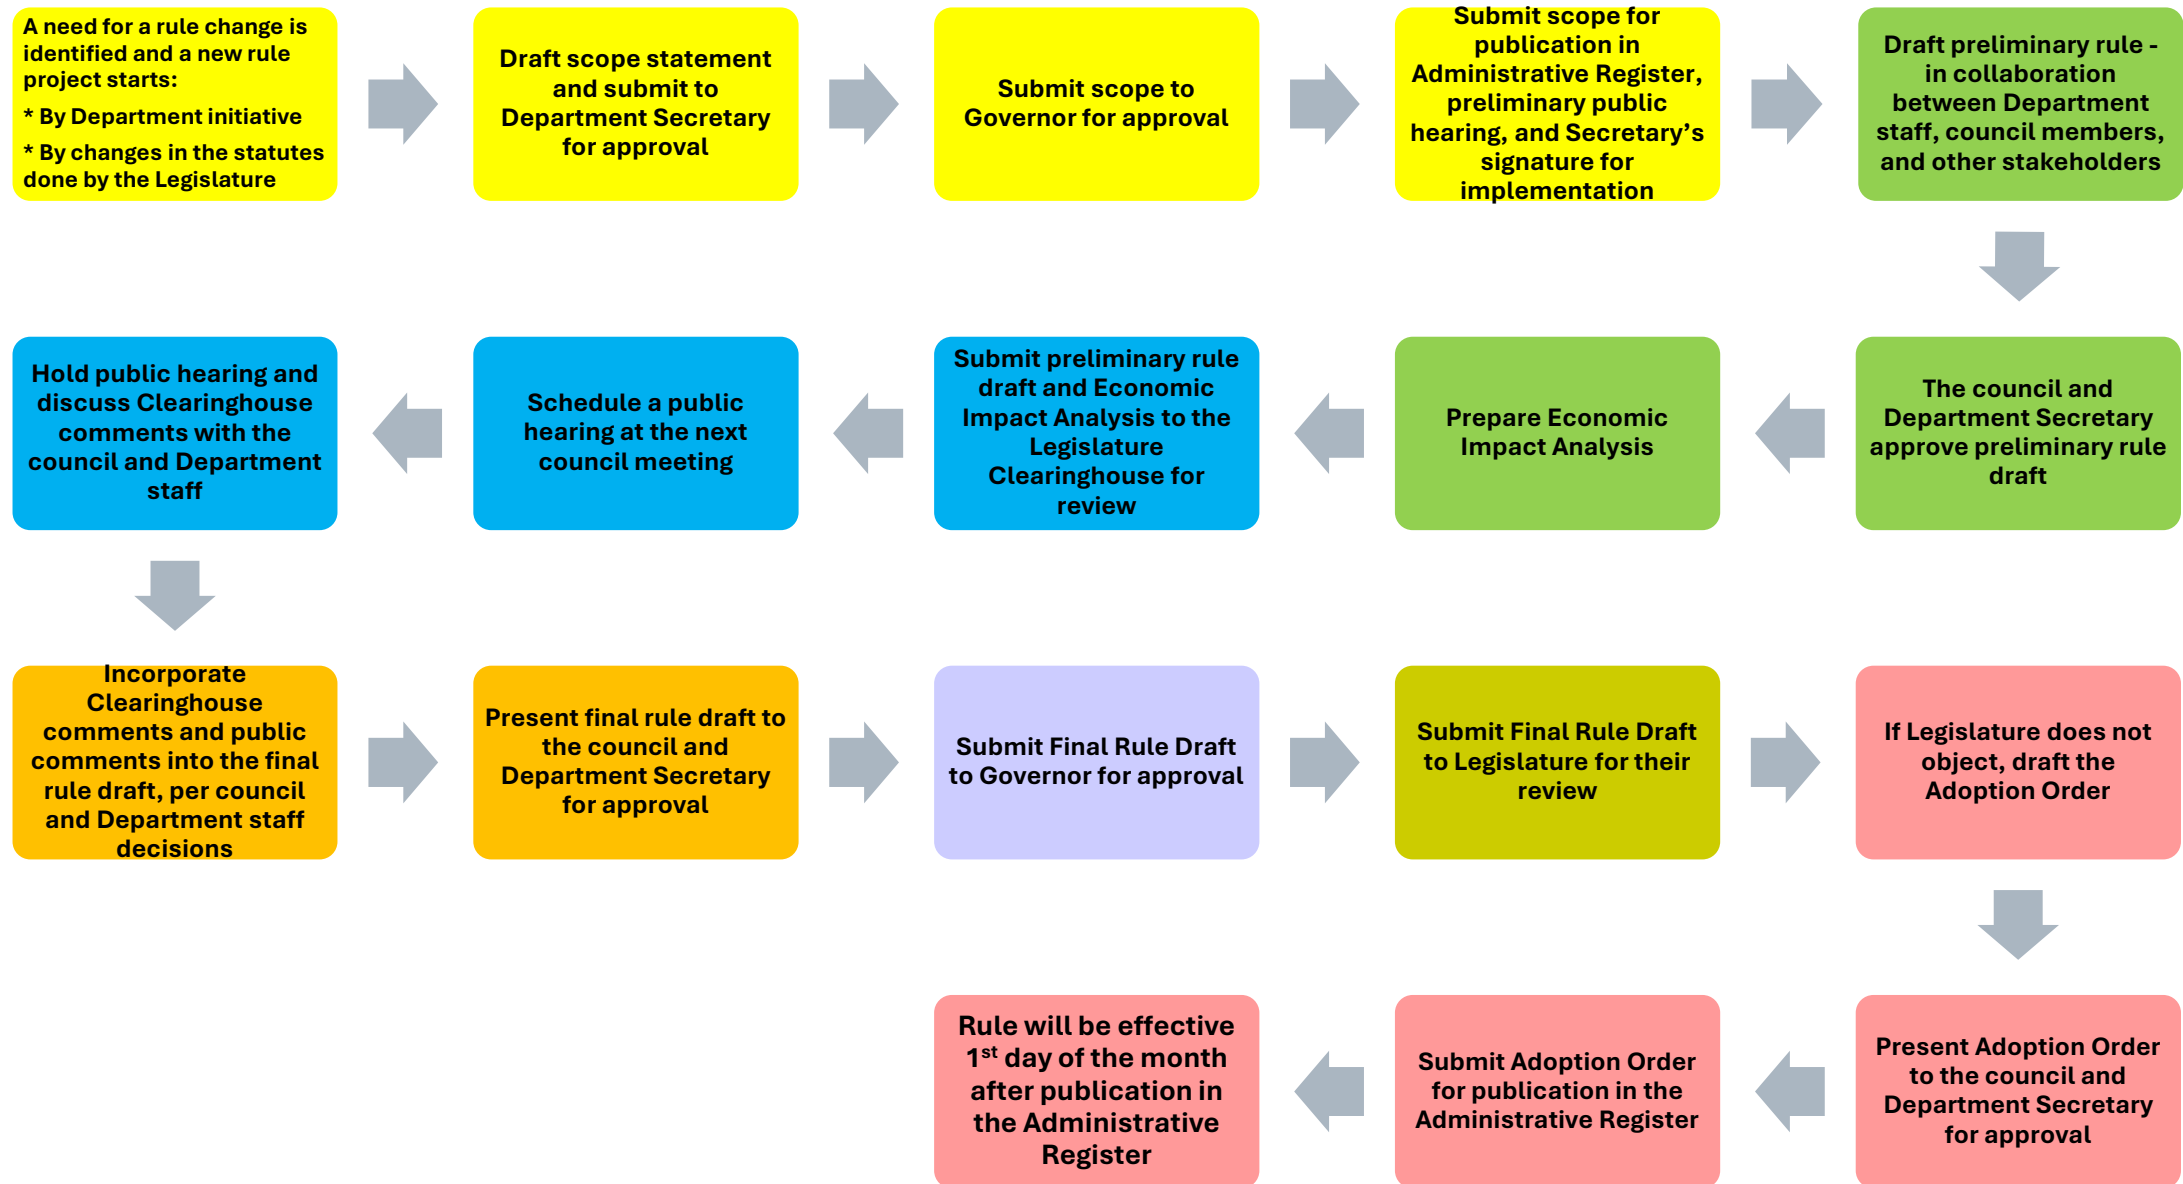 A need for a rule change is
identified and a new rule
project starts:
* By Department initiative
* By changes in the statutes
done by the Legislature
Draft scope statement
and submit to
Department Secretary
for approval
Submit scope to
Governor for approval
Submit scope for
publication in
Administrative Register,
preliminary public
hearing, and Secretary’s
signature for
implementation
Draft preliminary rule -
in collaboration
between Department
staff, council members,
and other stakeholders
The council and
Department Secretary
approve preliminary rule
draft
Prepare Economic
Impact Analysis
Submit preliminary rule
draft and Economic
Impact Analysis to the
Legislature
Clearinghouse for
review
Schedule a public
hearing at the next
council meeting
Hold public hearing and
discuss Clearinghouse
comments with the
council and Department
staff
Incorporate
Clearinghouse
comments and public
comments into the final
rule draft, per council
and Department staff
decisions
Present final rule draft to
the council and
Department Secretary
for approval
Submit Final Rule Draft
to Governor for approval
Submit Final Rule Draft
to Legislature for their
review
If Legislature does not
object, draft the
Adoption Order
Present Adoption Order
to the council and
Department Secretary
for approval
Submit Adoption Order
for publication in the
Administrative Register
Rule will be effective
1st day of the month
after publication in
the Administrative
Register